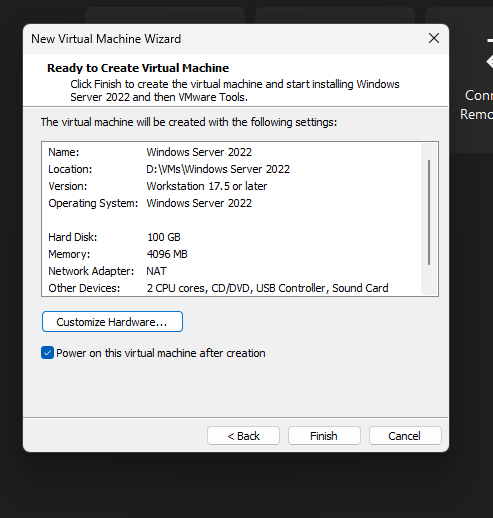 New Virtual Machine Wizard
Ready to Create Virtual Machine
Click Finish to create the virtual machine and start installing Windows
Server 2022 and then VMware Tools.
The virtual machine will be created with the following settings:
Name: Windows Server 2022
Location: D:\VMs\Windows Server 2022
Version: Workstation 17.5 or later
Operating System: Windows Server 2022
Hard Disk: 100 GB
Memory: 4096 MB
Network Adapter: NAT
Other Devices: 2 CPU cores, CD/DVD, USB Controller, Sound Card
Customize Hardware...
Power on this virtual machine after creation
< Back Finish Cancel